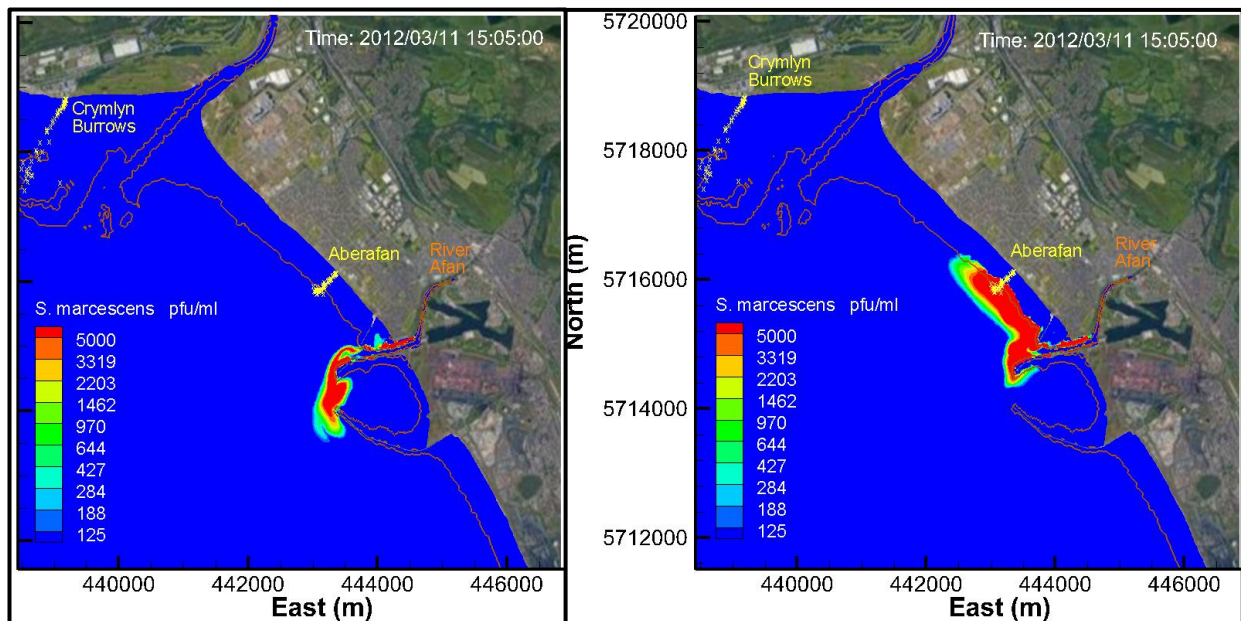 Time: 2012/03/11 15:05:00
Crymlyn
Burrows
Aberafan
River
Afan
S. marcescens pfu/ml
5000
3319
2203
1462
970
644
427
284
188
125
440000
442000
444000
446000
East (m)
5720000
5718000
5716000
5714000
5712000
North (m)
Time: 2012/03/11 15:05:00
Crymlyn
Burrows
Aberafan
River
Afan
S. marcescens pfu/ml
5000
3319
2203
1462
970
644
427
284
188
125
440000
442000
444000
446000
East (m)